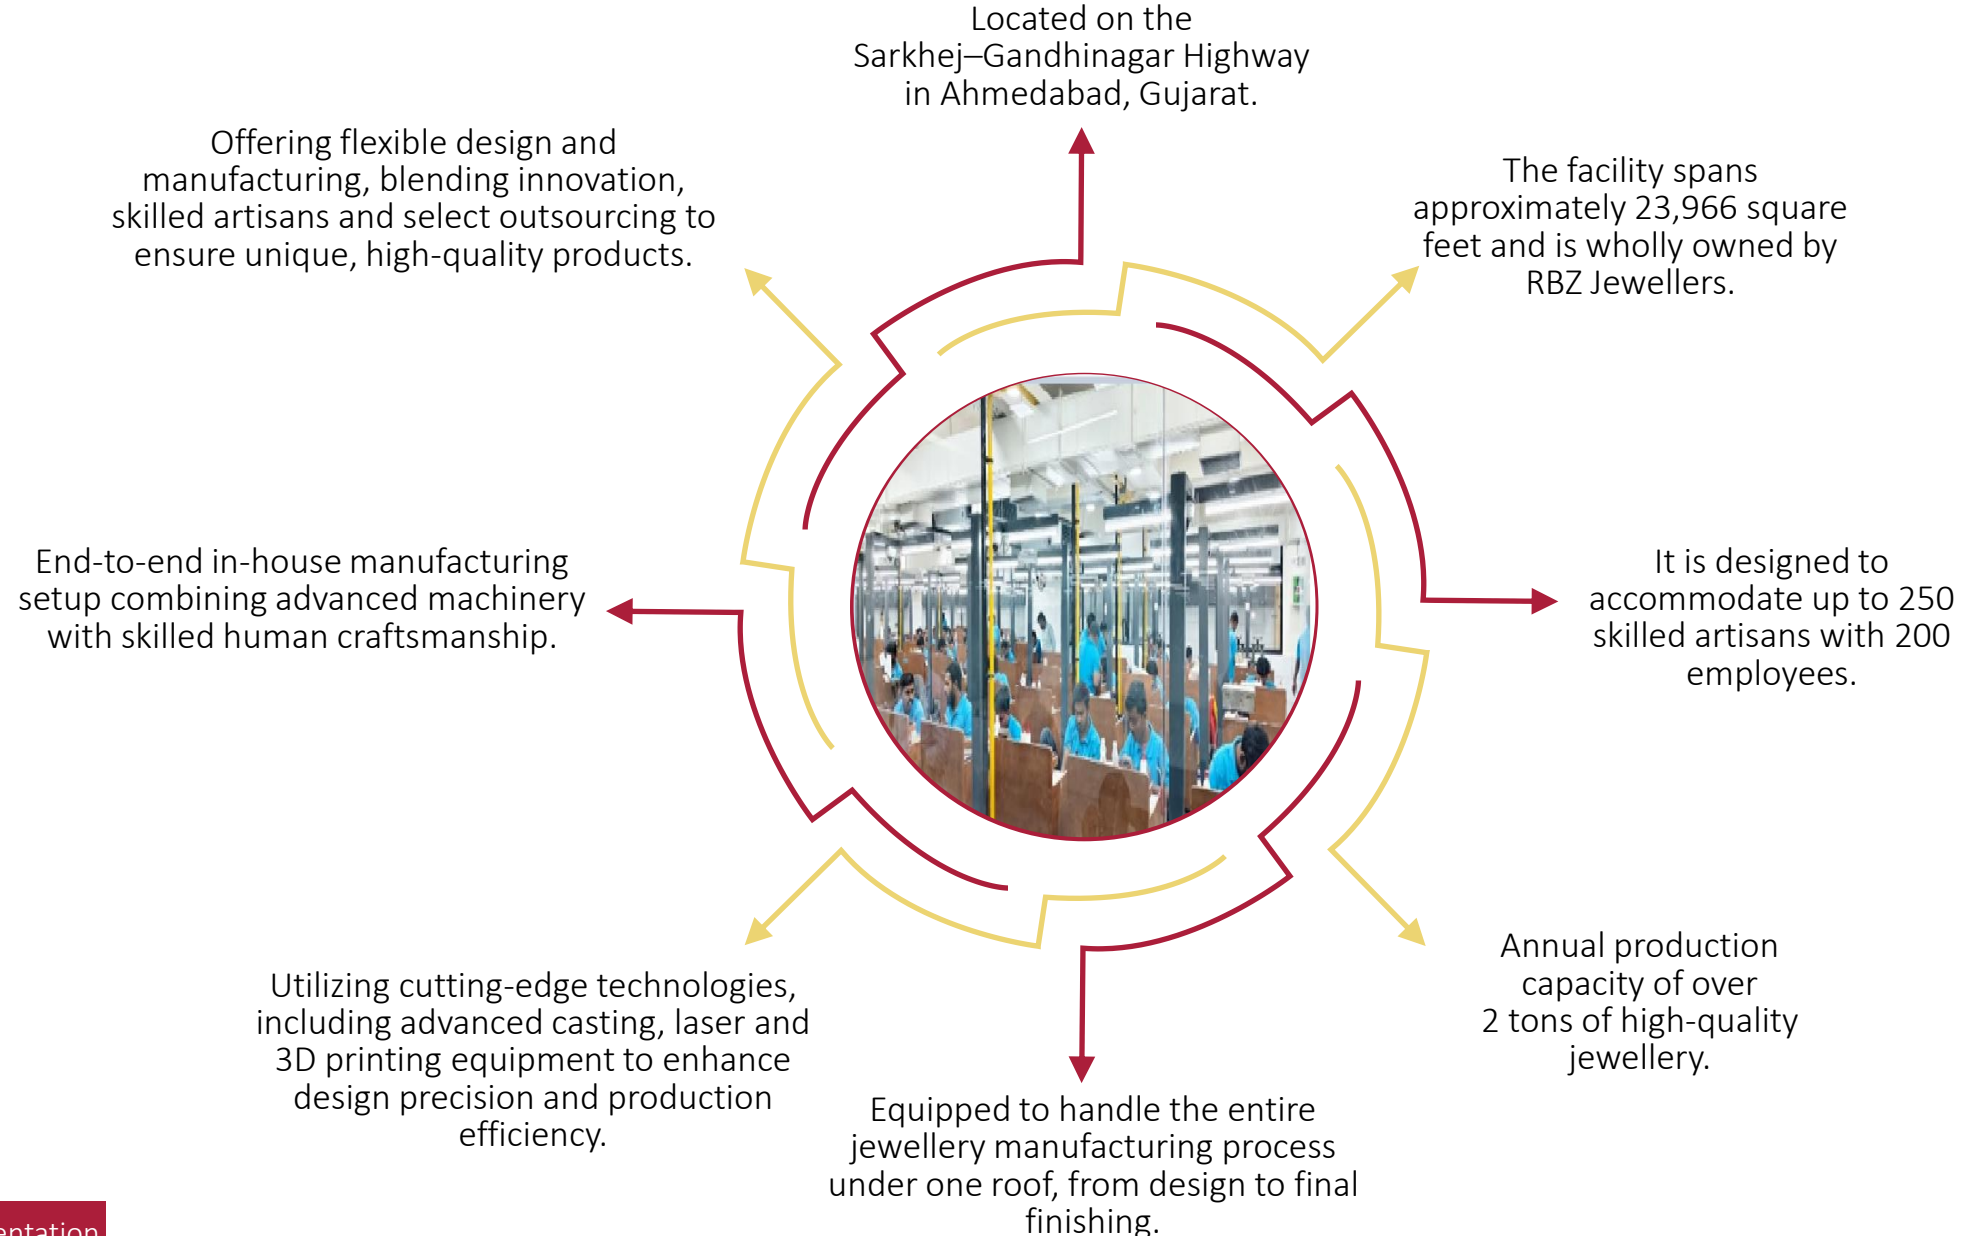 Located on the
Sarkhej–Gandhinagar Highway
in Ahmedabad, Gujarat.
The facility spans
approximately 23,966 square
feet and is wholly owned by
RBZ Jewellers.
It is designed to
accommodate up to 250
skilled artisans with 200
employees.
Annual production
capacity of over
2 tons of high-quality
jewellery.
Equipped to handle the entire
jewellery manufacturing process
under one roof, from design to final
finishing.
Utilizing cutting-edge technologies,
including advanced casting, laser and
3D printing equipment to enhance
design precision and production
efficiency.
End-to-end in-house manufacturing
setup combining advanced machinery
with skilled human craftsmanship.
Offering flexible design and
manufacturing, blending innovation,
skilled artisans and select outsourcing to
ensure unique, high-quality products.
entation